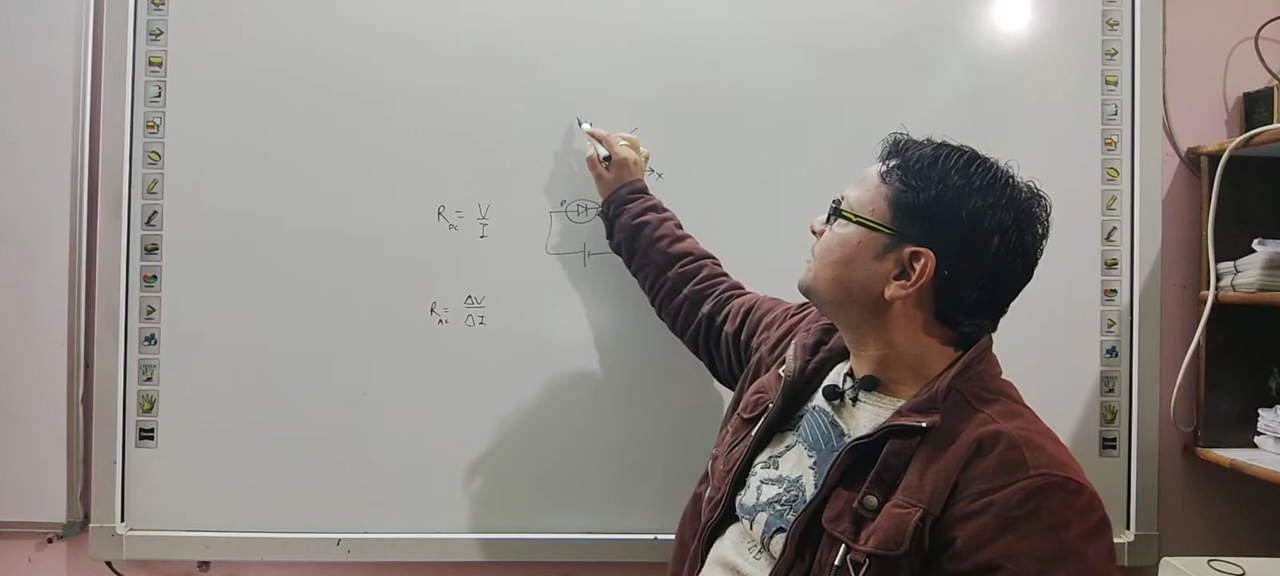 x
P
R_DC = V/I
R_AC = ΔV/ΔI